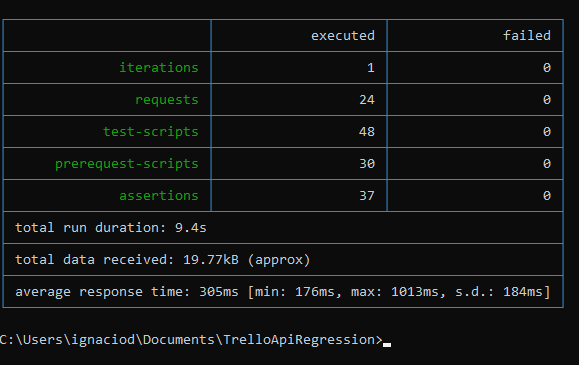 executed failed
iterations 1 0
requests 24 0
test-scripts 48 0
prerequest-scripts 30 0
assertions 37 0
total run duration: 9.4s
total data received: 19.77kB (approx)
average response time: 305ms [min: 176ms, max: 1013ms, s.d.: 184ms]
C:\Users\ignaciod\Documents\TrelloApiRegression>